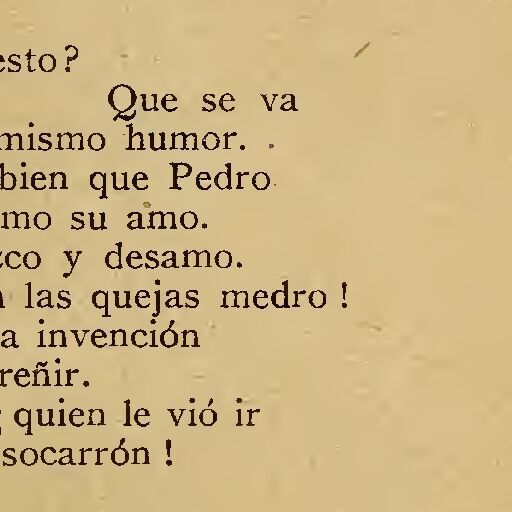 esto?
Que se va
mismo humor.
bien que Pedro
mo su amo.
zco y desamo.
las quejas medro !
a invención
reñir.
quien le vió ir
socarrón !